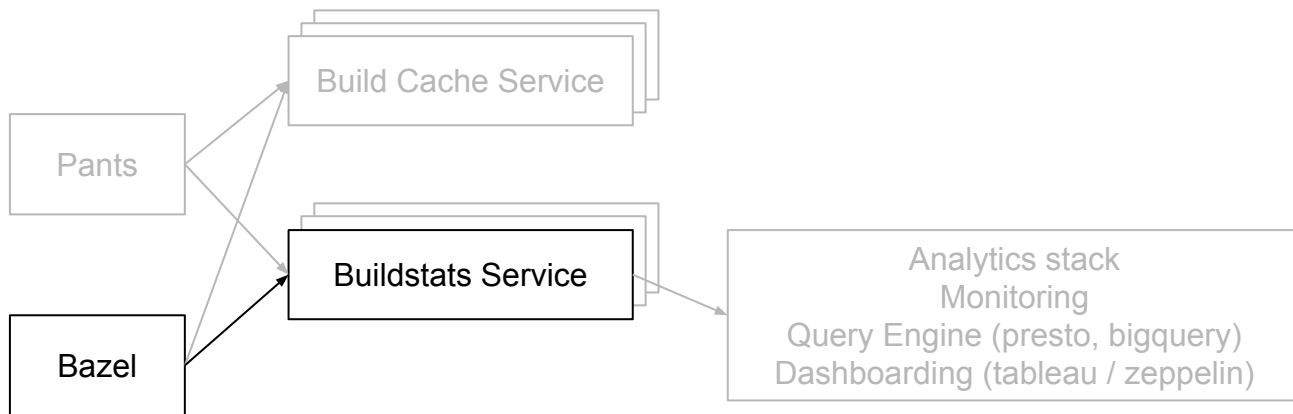 Build Cache Service
Pants
Buildstats Service
Bazel
Analytics stack
Monitoring
Query Engine (presto, bigquery)
Dashboarding (tableau / zeppelin)